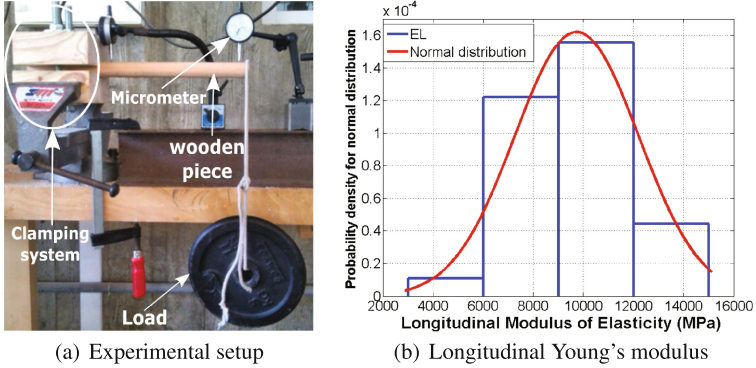 Micrometer
wooden
piece
Clamping
system
Load
(a) Experimental setup
×10⁻⁴
EL
Normal distribution
Probability density for normal distribution
1.6
1.4
1.2
1
0.8
0.6
0.4
0.2
0
2000 4000 6000 8000 10000 12000 14000 16000
Longitudinal Modulus of Elasticity (MPa)
(b) Longitudinal Young's modulus